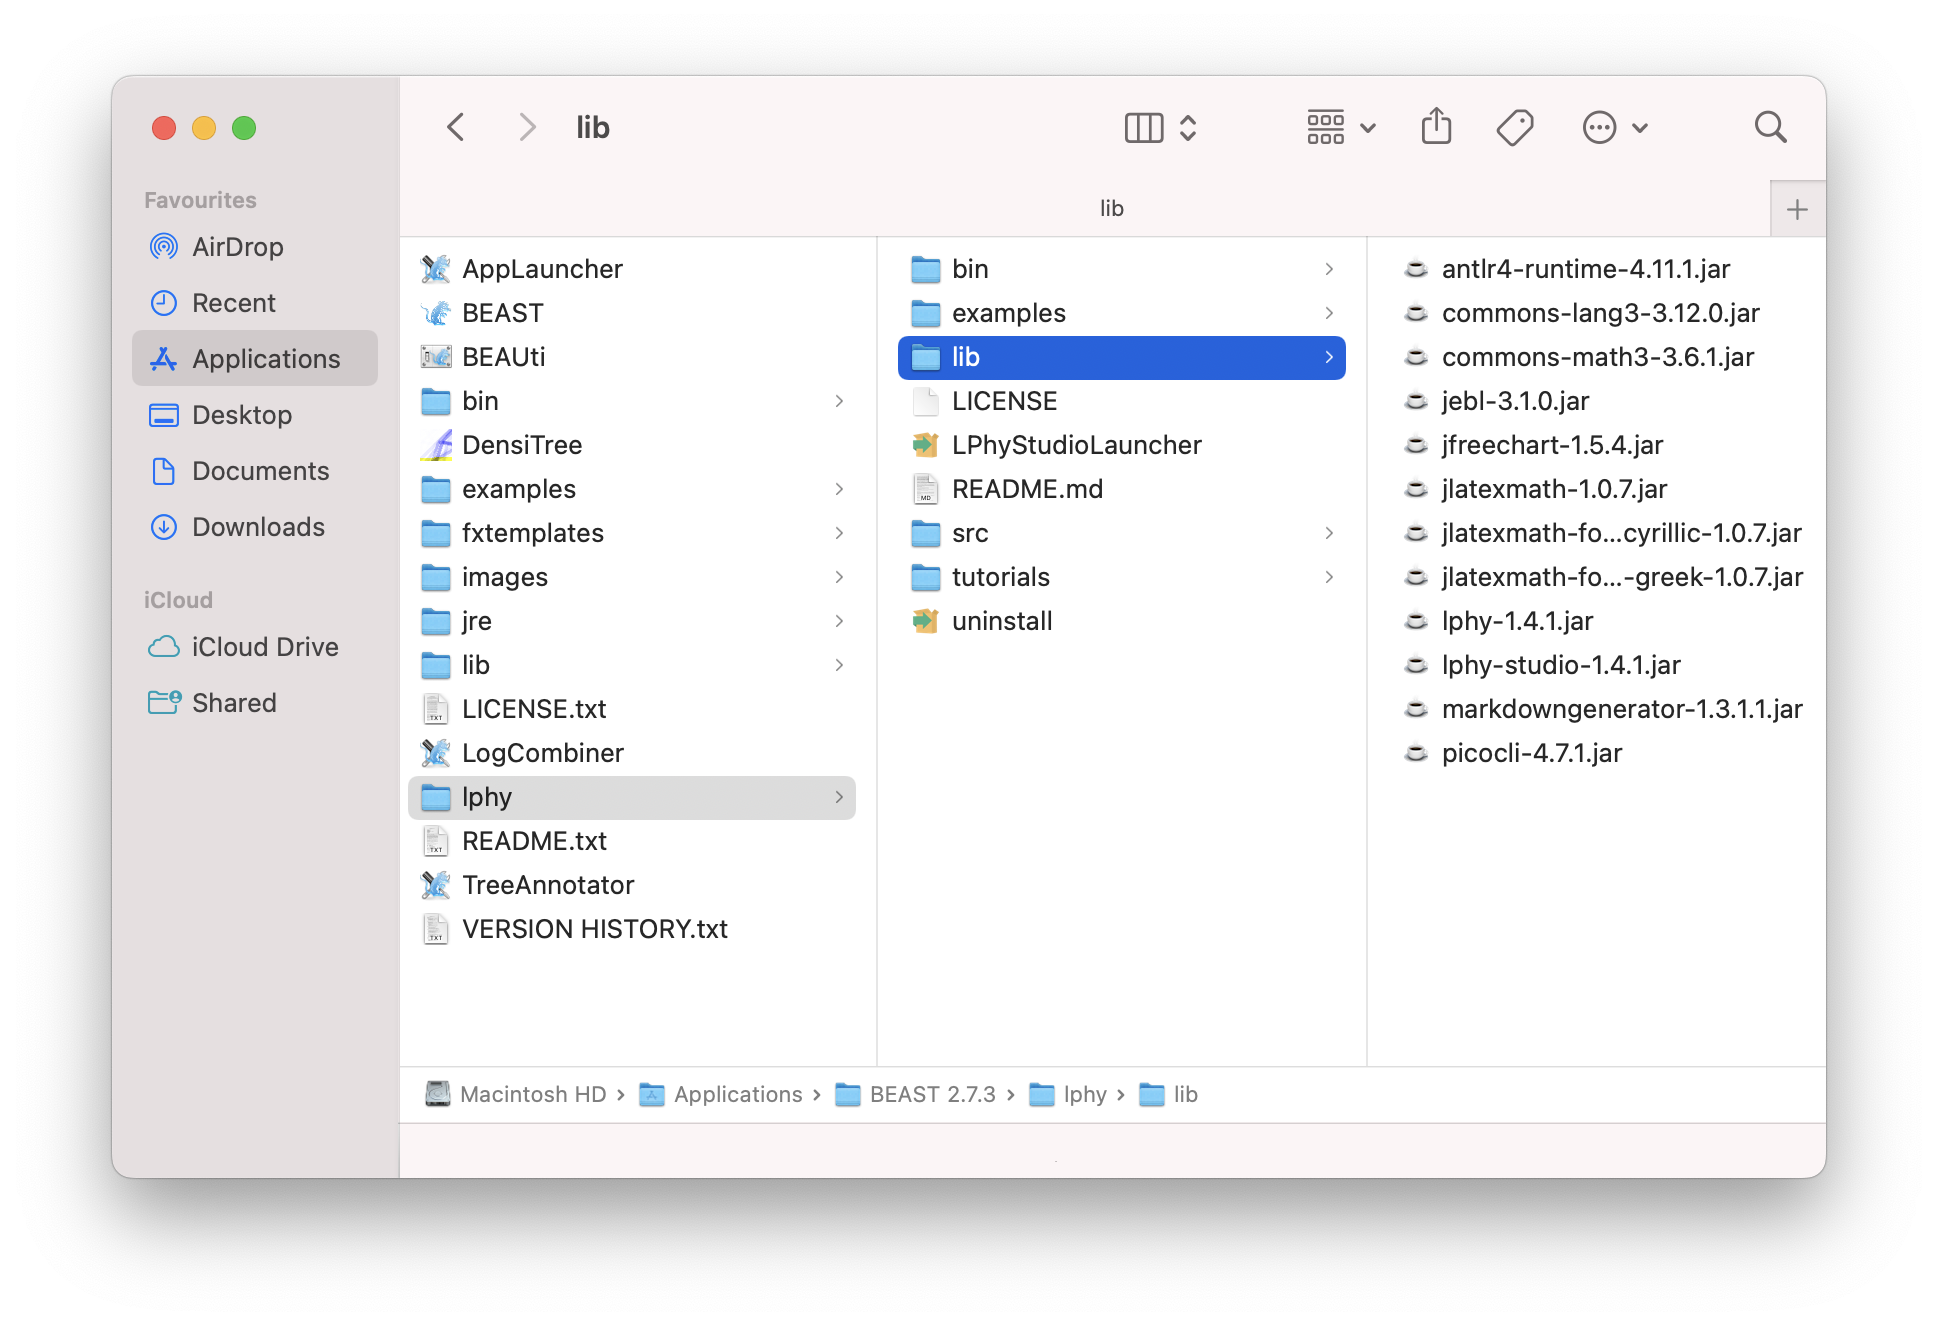 lib
lib
Favourites
AirDrop
Recent
Applications
Desktop
Documents
Downloads
iCloud
iCloud Drive
Shared
AppLauncher
BEAST
BEAUti
bin
DensiTree
examples
fxtemplates
images
jre
lib
LICENSE.txt
LogCombiner
lphy
README.txt
TreeAnnotator
VERSION HISTORY.txt
bin
examples
lib
LICENSE
LPhyStudioLauncher
README.md
src
tutorials
uninstall
antlr4-runtime-4.11.1.jar
commons-lang3-3.12.0.jar
commons-math3-3.6.1.jar
jebl-3.1.0.jar
jfreechart-1.5.4.jar
jlatexmath-1.0.7.jar
jlatexmath-fo...cyrillic-1.0.7.jar
jlatexmath-fo...-greek-1.0.7.jar
lphy-1.4.1.jar
lphy-studio-1.4.1.jar
markdowngenerator-1.3.1.1.jar
picocli-4.7.1.jar
Macintosh HD › Applications › BEAST 2.7.3 › lphy › lib